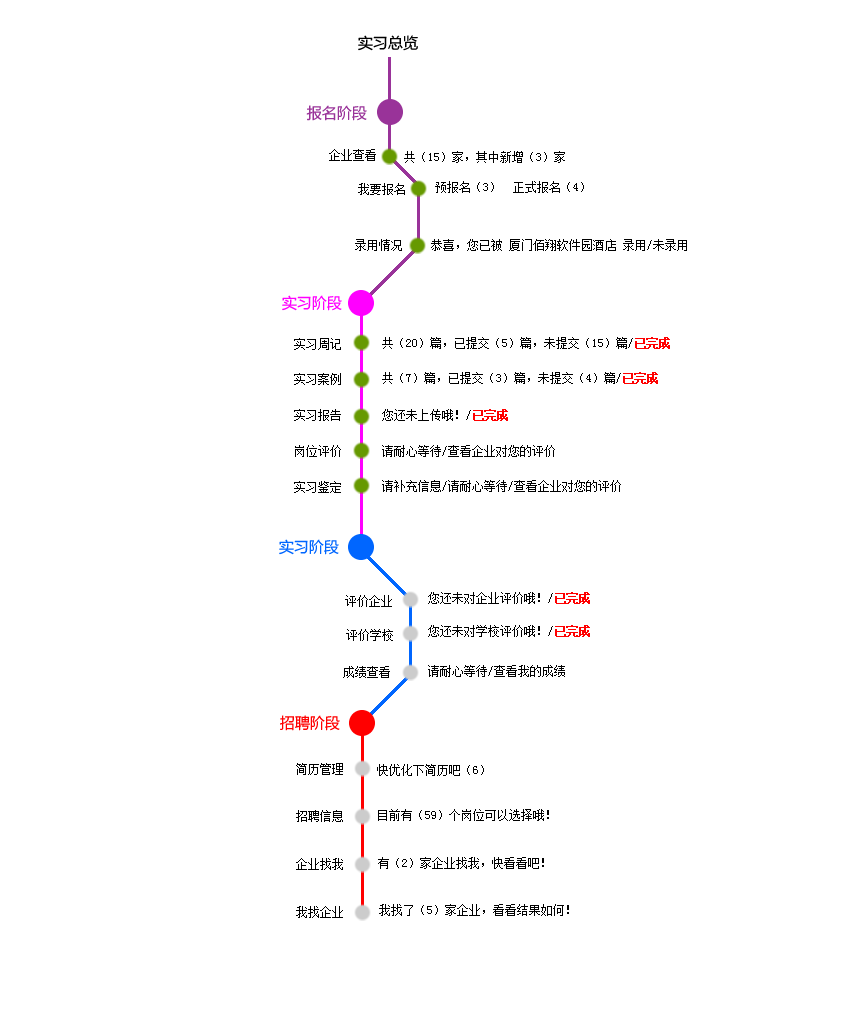 实习总览
报名阶段
企业查看 共（15）家，其中新增（3）家
我要报名 预报名（3） 正式报名（4）
录用情况 恭喜，您已被 厦门佰翔软件园酒店 录用/未录用
实习阶段
实习周记 共（20）篇，已提交（5）篇，未提交（15）篇/已完成
实习案例 共（7）篇，已提交（3）篇，未提交（4）篇/已完成
实习报告 您还未上传哦！/已完成
岗位评价 请耐心等待/查看企业对您的评价
实习鉴定 请补充信息/请耐心等待/查看企业对您的评价
实习阶段
评价企业 您还未对企业评价哦！/已完成
评价学校 您还未对学校评价哦！/已完成
成绩查看 请耐心等待/查看我的成绩
招聘阶段
简历管理 快优化下简历吧（6）
招聘信息 目前有（59）个岗位可以选择哦！
企业找我 有（2）家企业找我，快看看吧！
我找企业 我找了（5）家企业，看看结果如何！